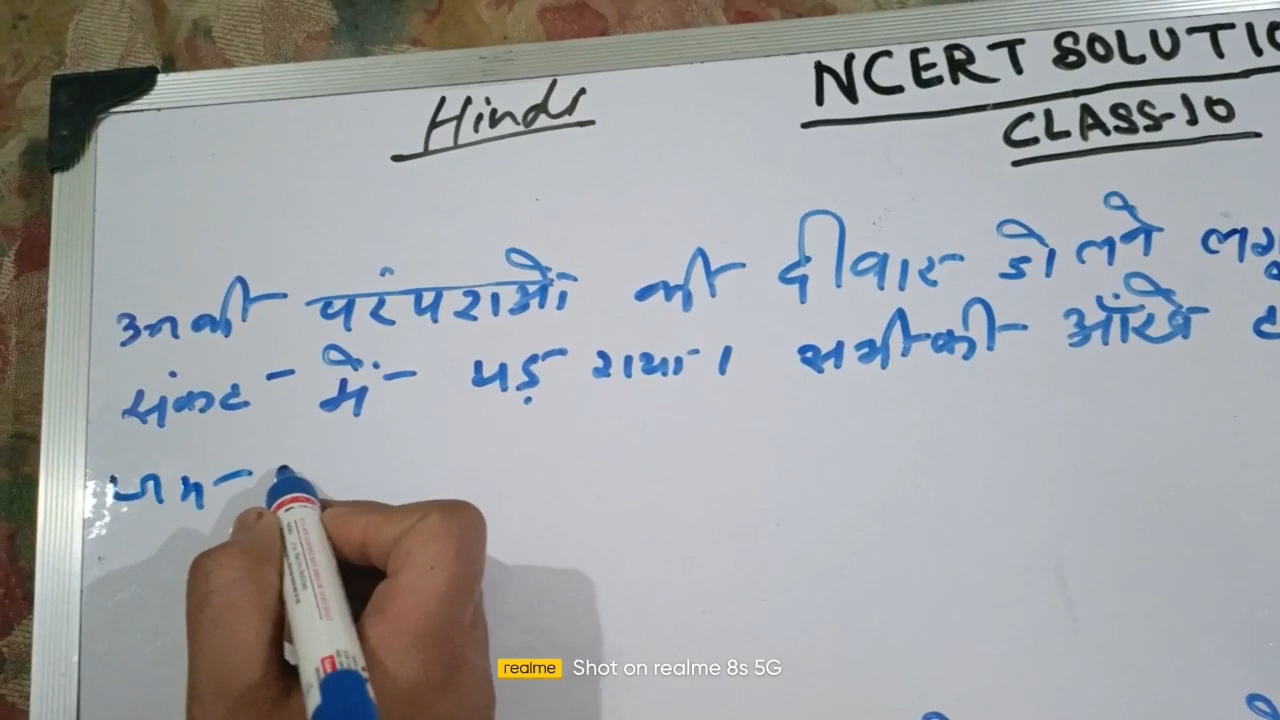 Hindi
NCERT SOLUTIO
CLASS-10
उनकी परंपराओं की दीवार डोलने लगी
संकट में पड़ गया। सभीकी आँखे
जम
realme Shot on realme 8s 5G